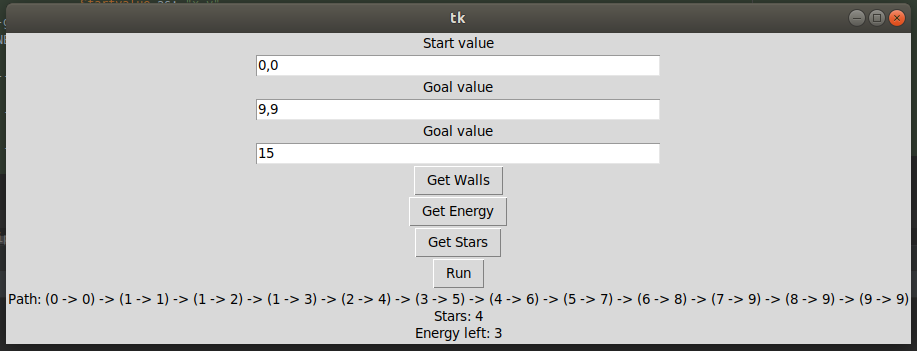 startvalue as: "x,y"
tk
Start value
0,0
Goal value
9,9
Goal value
15
Get Walls
Get Energy
Get Stars
Run
Path: (0 -> 0) -> (1 -> 1) -> (1 -> 2) -> (1 -> 3) -> (2 -> 4) -> (3 -> 5) -> (4 -> 6) -> (5 -> 7) -> (6 -> 8) -> (7 -> 9) -> (8 -> 9) -> (9 -> 9)
Stars: 4
Energy left: 3